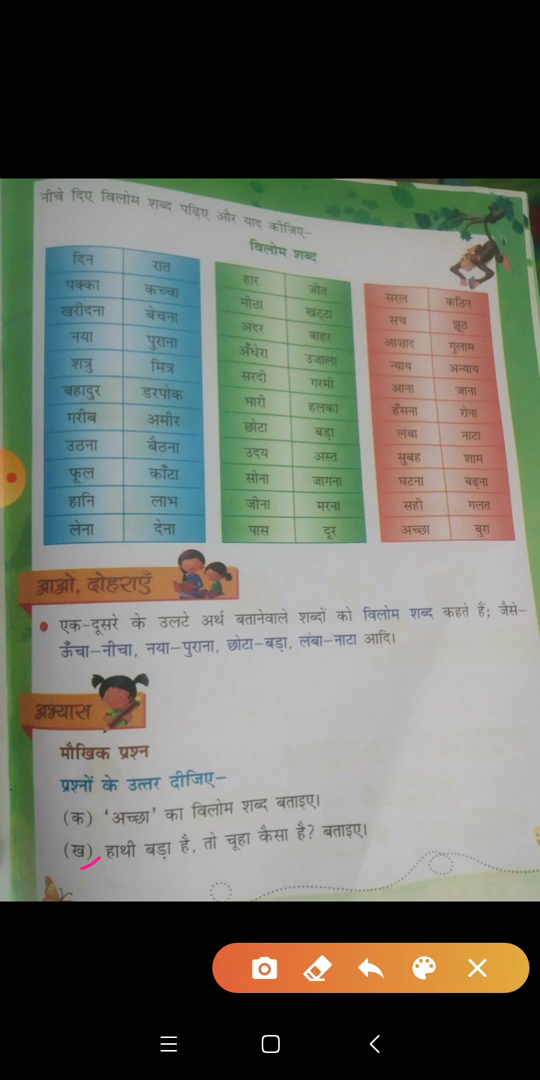 नीचे दिए विलोम शब्द पढ़िए और याद कीजिए–
विलोम शब्द
दिन रात
पक्का कच्चा
खरीदना बेचना
नया पुराना
शत्रु मित्र
बहादुर डरपोक
गरीब अमीर
उठना बैठना
फूल काँटा
हानि लाभ
लेना देना
हार जीत
मीठा खट्टा
अंदर बाहर
अँधेरा उजाला
सरदी गरमी
भारी हलका
छोटा बड़ा
उदय अस्त
सोना जागना
जीना मरना
पास दूर
सरल कठिन
सच झूठ
आज़ाद गुलाम
न्याय अन्याय
आना जाना
हँसना रोना
लंबा नाटा
सुबह शाम
घटना बढ़ना
सही गलत
अच्छा बुरा
आओ, दोहराएँ
• एक-दूसरे के उलटे अर्थ बतानेवाले शब्दों को विलोम शब्द कहते हैं; जैसे–
ऊँचा–नीचा, नया–पुराना, छोटा–बड़ा, लंबा–नाटा आदि।
अभ्यास
मौखिक प्रश्न
प्रश्नों के उत्तर दीजिए–
(क) ‘अच्छा’ का विलोम शब्द बताइए।
(ख) हाथी बड़ा है, तो चूहा कैसा है? बताइए।